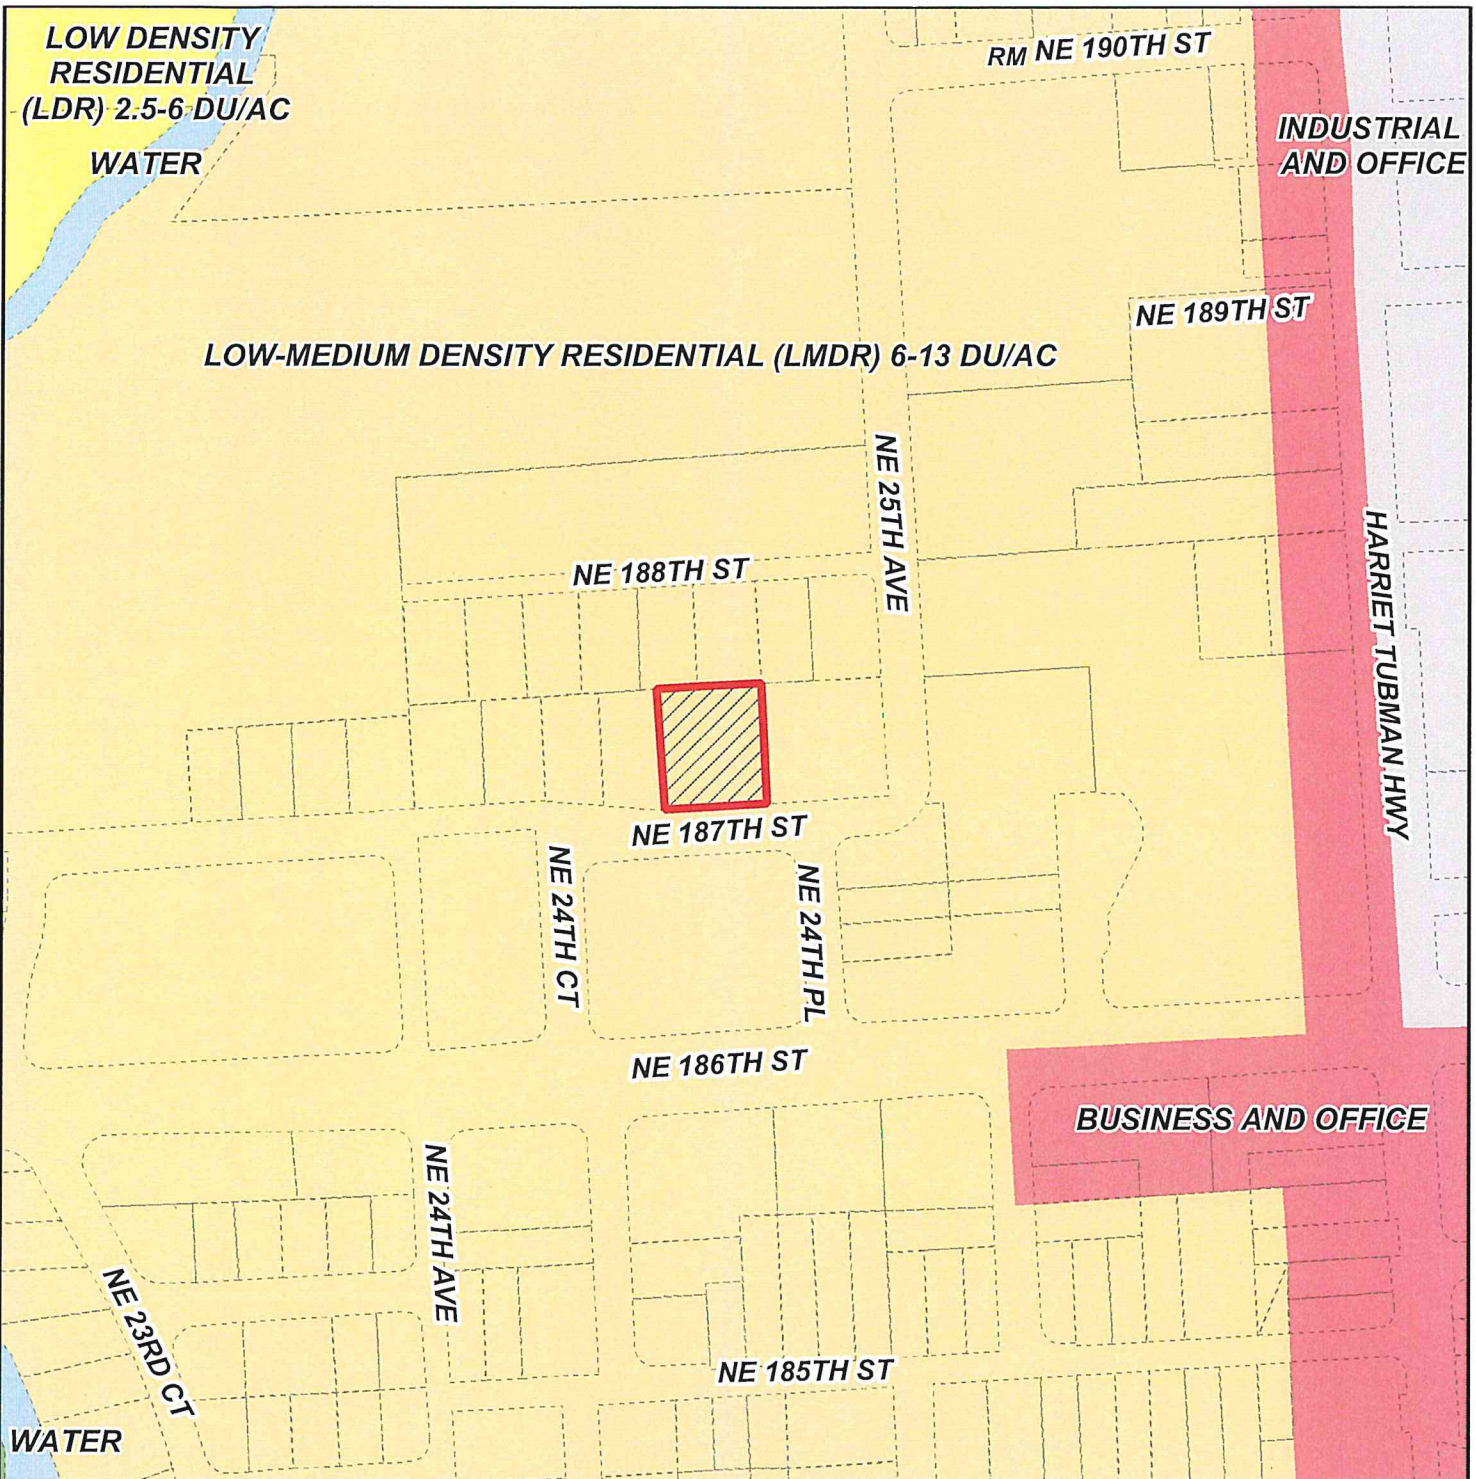 LOW DENSITY
RESIDENTIAL
(LDR) 2.5-6 DU/AC
WATER
RM NE 190TH ST
INDUSTRIAL
AND OFFICE
NE 189TH ST
LOW-MEDIUM DENSITY RESIDENTIAL (LMDR) 6-13 DU/AC
NE 25TH AVE
NE 188TH ST
HARRIET TUBMAN HWY
NE 187TH ST
NE 24TH CT
NE 24TH PL
NE 186TH ST
BUSINESS AND OFFICE
NE 24TH AVE
NE 23RD CT
NE 185TH ST
WATER